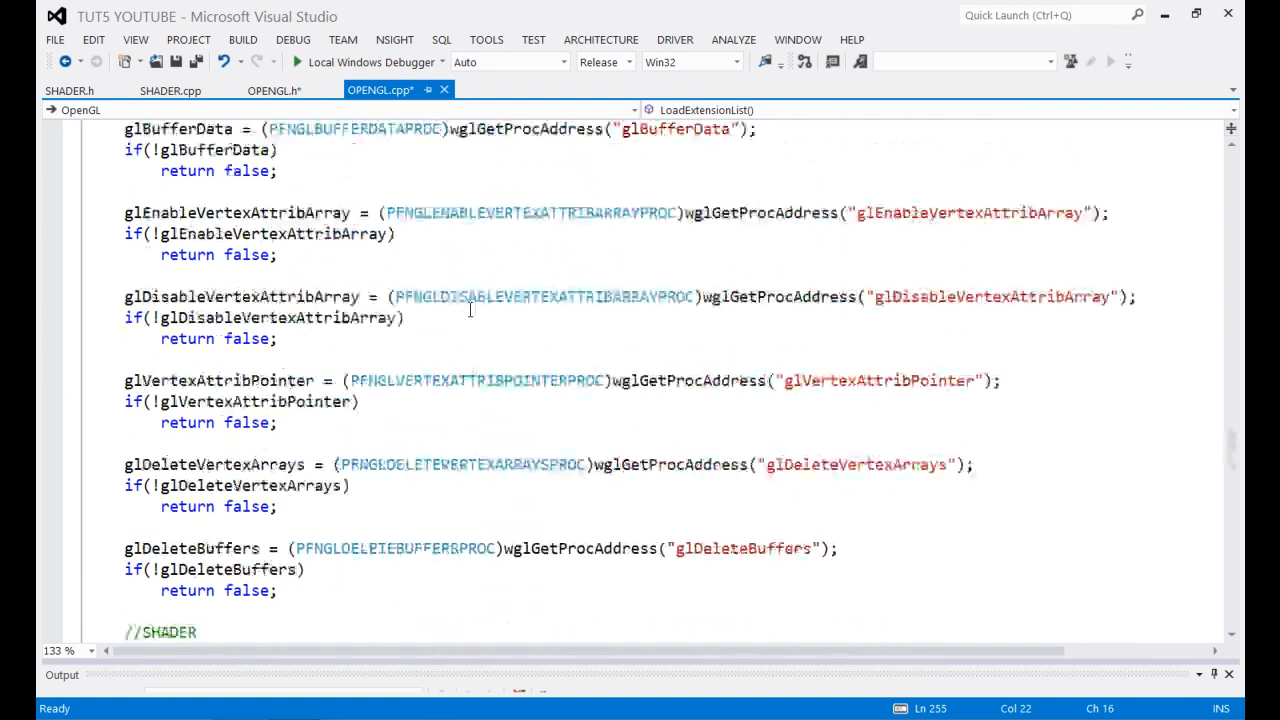 TUT5 YOUTUBE - Microsoft Visual Studio
Quick Launch (Ctrl+Q)
FILE EDIT VIEW PROJECT BUILD DEBUG TEAM NSIGHT SQL TOOLS TEST ARCHITECTURE DRIVER ANALYZE WINDOW HELP
Local Windows Debugger Auto Release Win32
SHADER.h SHADER.cpp OPENGL.h* OPENGL.cpp*
OpenGL LoadExtensionList()
glBufferData = (PFNGLBUFFERDATAPROC)wglGetProcAddress("glBufferData");
if(!glBufferData)
return false;
glEnableVertexAttribArray = (PFNGLENABLEVERTEXATTRIBARRAYPROC)wglGetProcAddress("glEnableVertexAttribArray");
if(!glEnableVertexAttribArray)
return false;
glDisableVertexAttribArray = (PFNGLDISABLEVERTEXATTRIBARRAYPROC)wglGetProcAddress("glDisableVertexAttribArray");
if(!glDisableVertexAttribArray)
return false;
glVertexAttribPointer = (PFNGLVERTEXATTRIBPOINTERPROC)wglGetProcAddress("glVertexAttribPointer");
if(!glVertexAttribPointer)
return false;
glDeleteVertexArrays = (PFNGLDELETEVERTEXARRAYSPROC)wglGetProcAddress("glDeleteVertexArrays");
if(!glDeleteVertexArrays)
return false;
glDeleteBuffers = (PFNGLDELETEBUFFERSPROC)wglGetProcAddress("glDeleteBuffers");
if(!glDeleteBuffers)
return false;
//SHADER
133 %
Output
Ready Ln 255 Col 22 Ch 16 INS